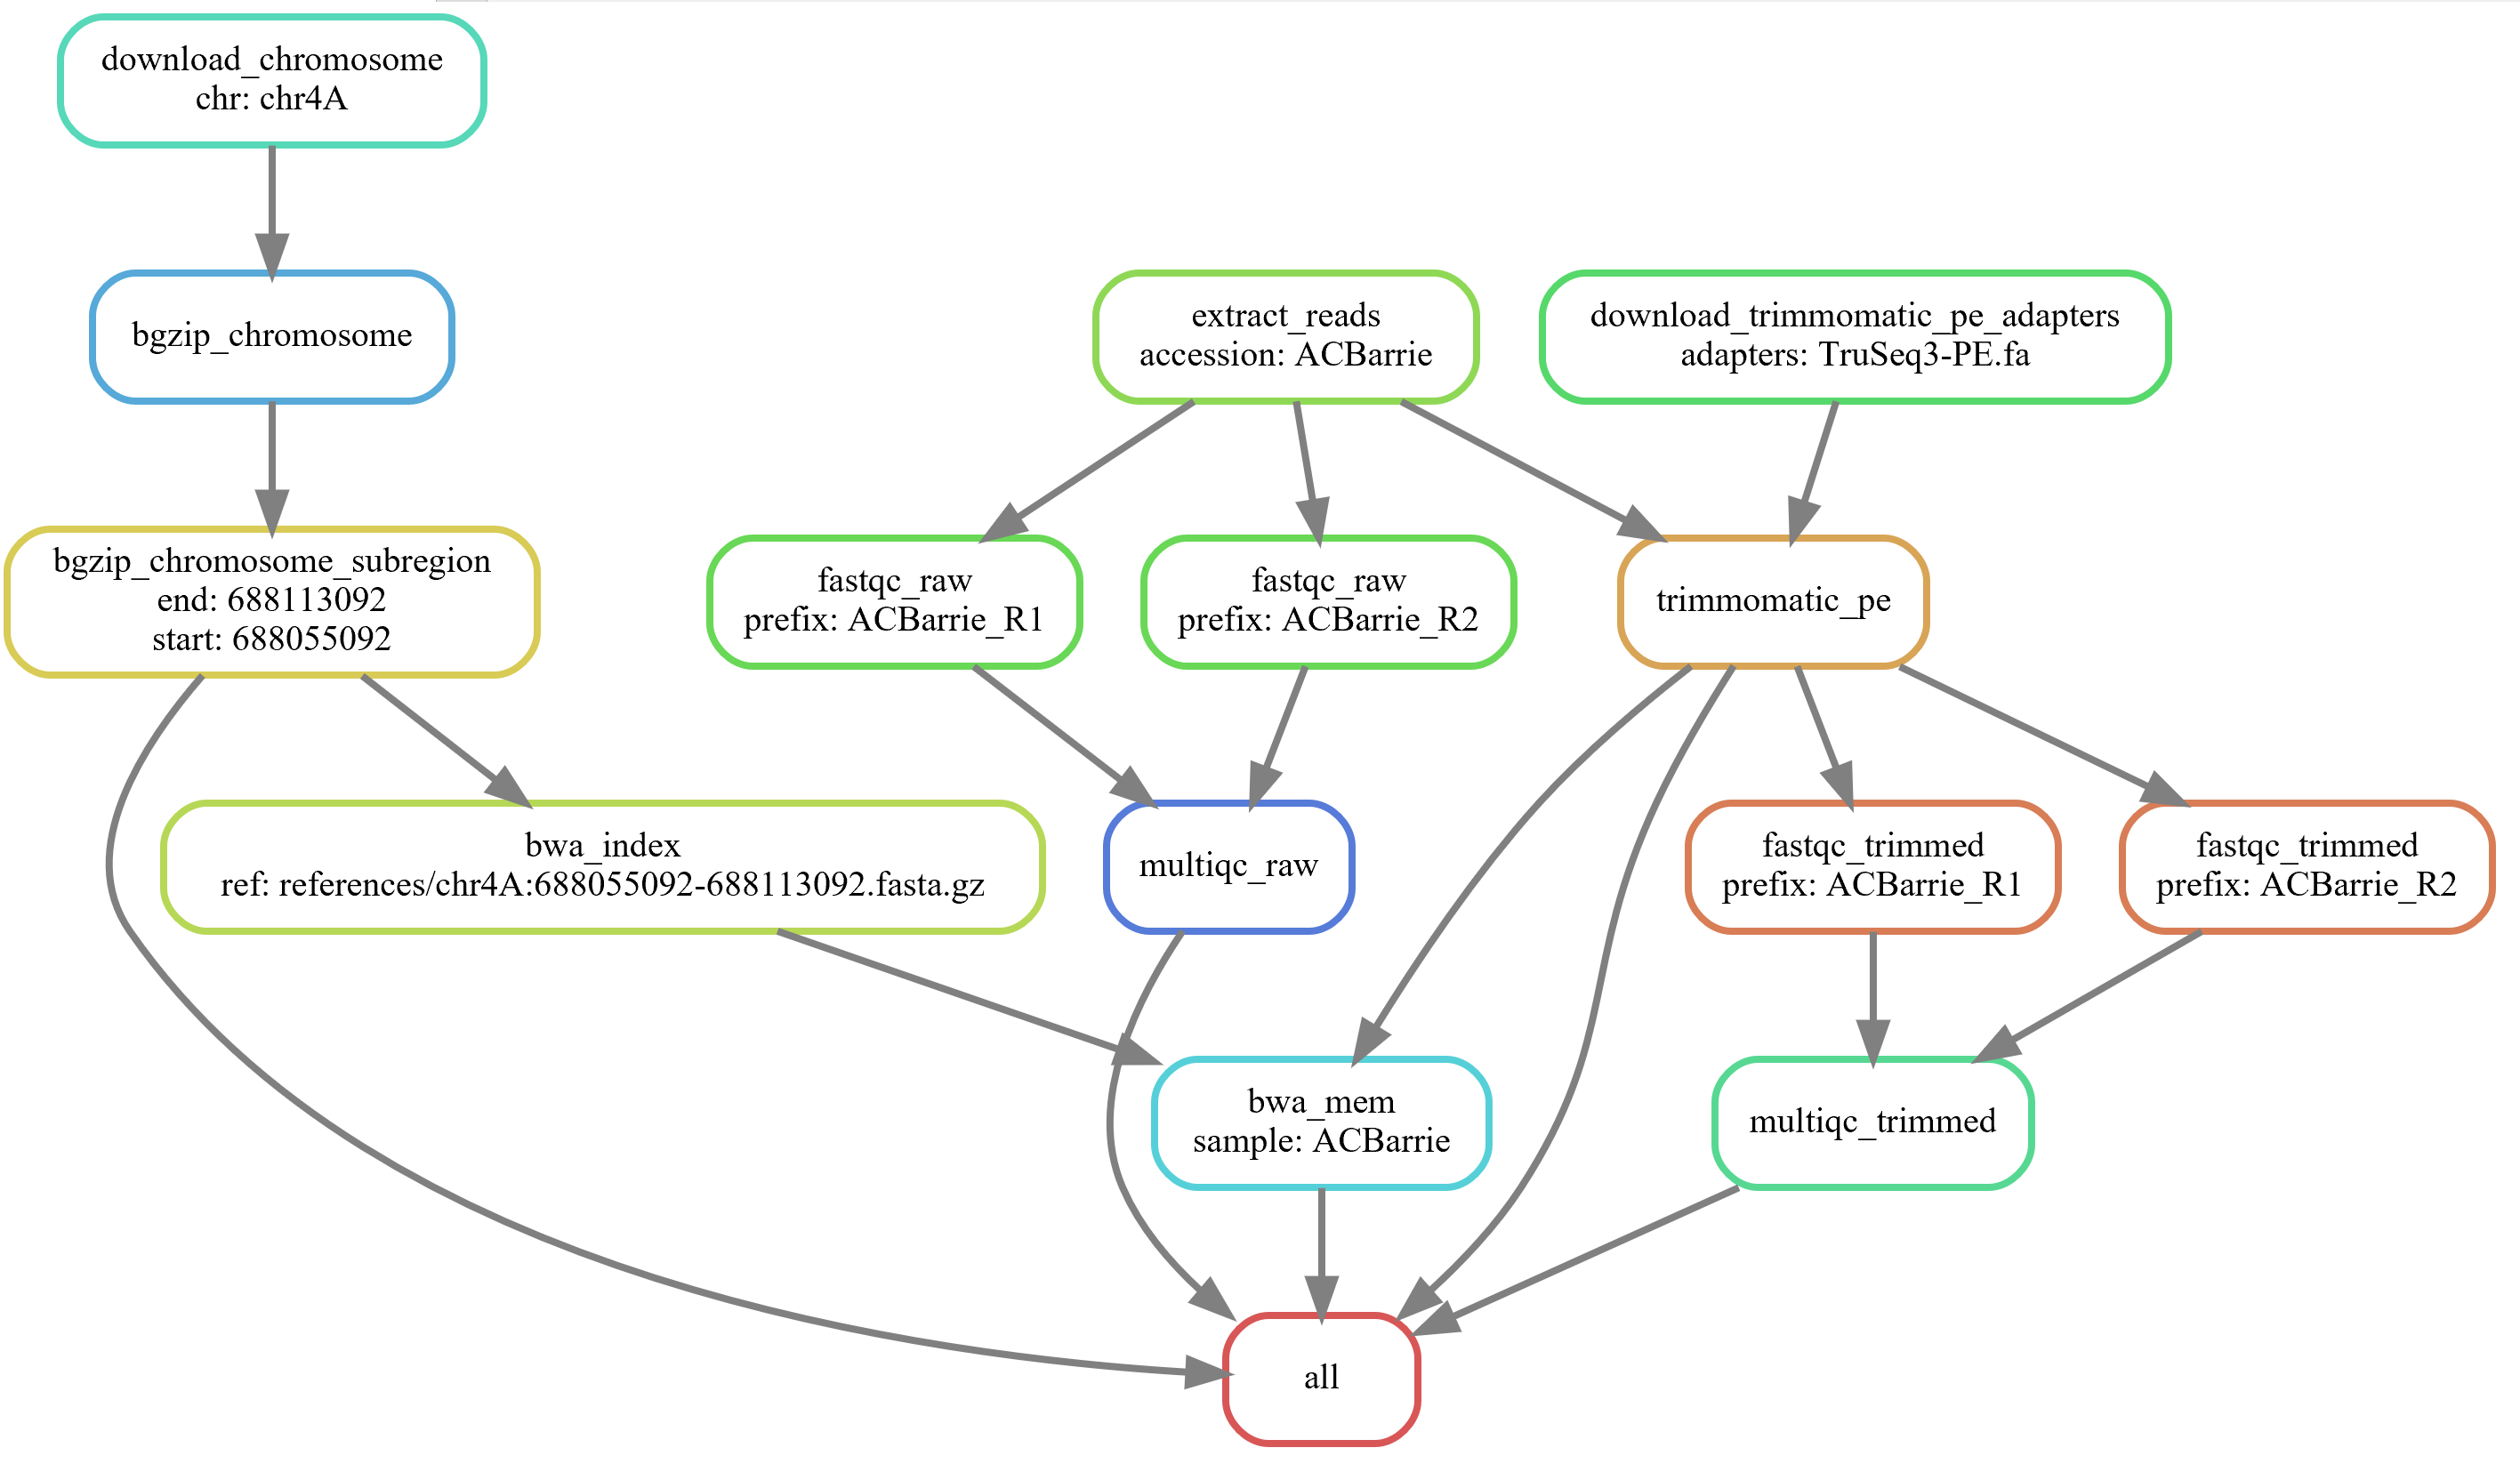 download_chromosome
chr: chr4A
bgzip_chromosome
extract_reads
accession: ACBarrie
download_trimmomatic_pe_adapters
adapters: TruSeq3-PE.fa
bgzip_chromosome_subregion
end: 688113092
start: 688055092
fastqc_raw
prefix: ACBarrie_R1
fastqc_raw
prefix: ACBarrie_R2
trimmomatic_pe
bwa_index
ref: references/chr4A:688055092-688113092.fasta.gz
multiqc_raw
fastqc_trimmed
prefix: ACBarrie_R1
fastqc_trimmed
prefix: ACBarrie_R2
bwa_mem
sample: ACBarrie
multiqc_trimmed
all